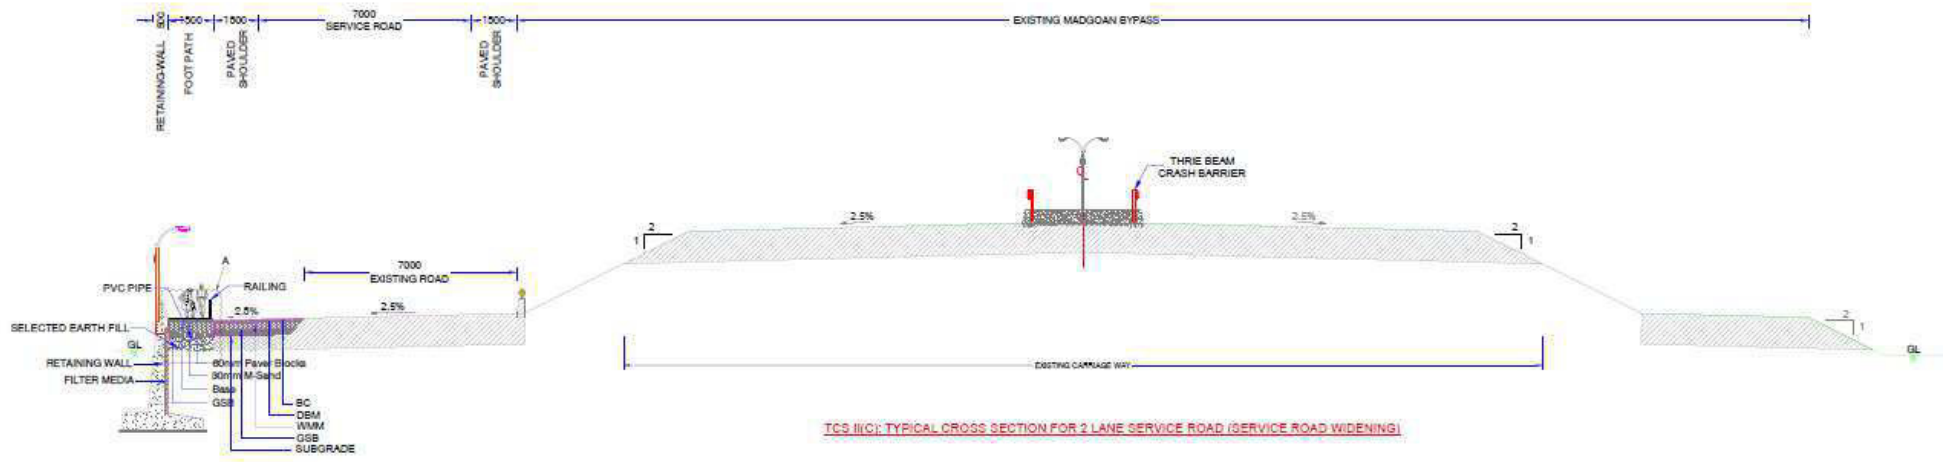 500
1500
1500
7000
SERVICE ROAD
1500
EXISTING MADGOAN BYPASS
RETAINING WALL
FOOT PATH
PAVED
SHOULDER
PAVED
SHOULDER
THRIE BEAM
CRASH BARRIER
2.5%
2.5%
2
1
2
1
A
7000
EXISTING ROAD
PVC PIPE
RAILING
2.5%
2.5%
SELECTED EARTH FILL
GL
RETAINING WALL
FILTER MEDIA
60mm Paver Blocks
30mm M-Sand
Base
GSB
BC
DBM
WMM
GSB
SUBGRADE
EXISTING CARRIAGE WAY
2
1
GL
TCS II(C): TYPICAL CROSS SECTION FOR 2 LANE SERVICE ROAD (SERVICE ROAD WIDENING)